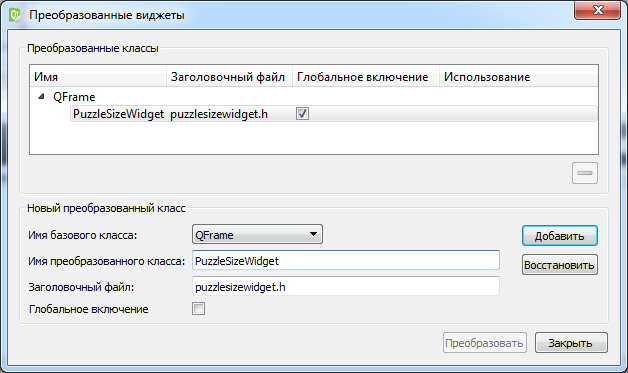 Преобразованные виджеты
Преобразованные классы
Имя Заголовочный файл Глобальное включение Использование
QFrame
PuzzleSizeWidget puzzlesizewidget.h
Новый преобразованный класс
Имя базового класса: QFrame Добавить
Имя преобразованного класса: PuzzleSizeWidget Восстановить
Заголовочный файл: puzzlesizewidget.h
Глобальное включение
Преобразовать Закрыть